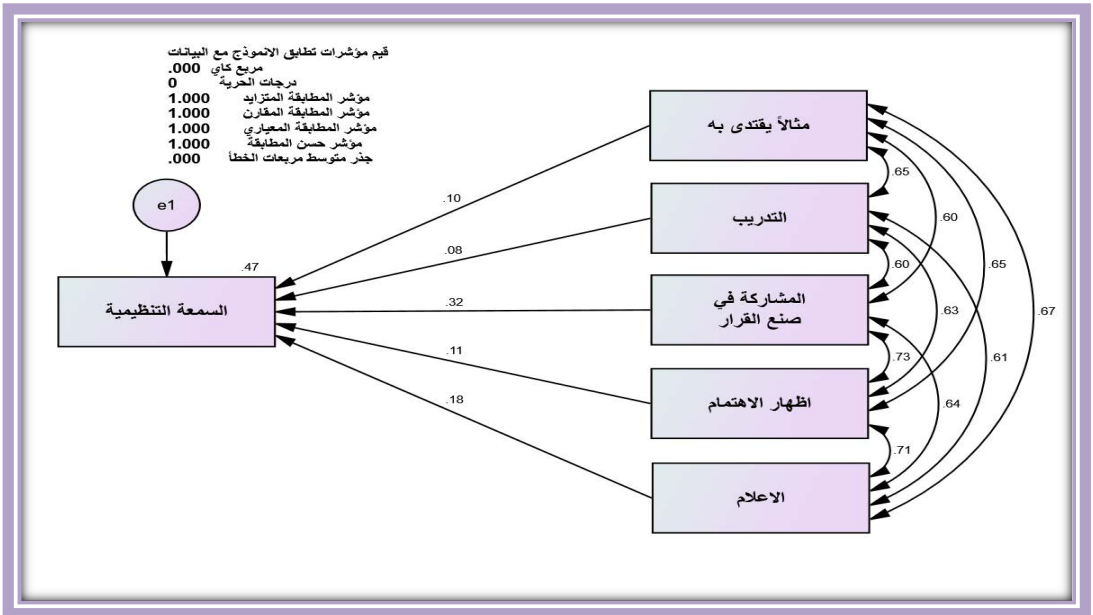 قيم مؤشرات تطابق الانموذج مع البيانات
مربع كاي .000
درجات الحرية 0
مؤشر المطابقة المتزايد 1.000
مؤشر المطابقة المقارن 1.000
مؤشر المطابقة المعياري 1.000
مؤشر حسن المطابقة 1.000
جذر متوسط مربعات الخطأ .000
e1
.47
السمعة التنظيمية
مثالاً يقتدى به
التدريب
المشاركة في
صنع القرار
اظهار الاهتمام
الاعلام
.10
.08
.32
.11
.18
.65
.60
.60
.65
.63
.67
.73
.61
.64
.71